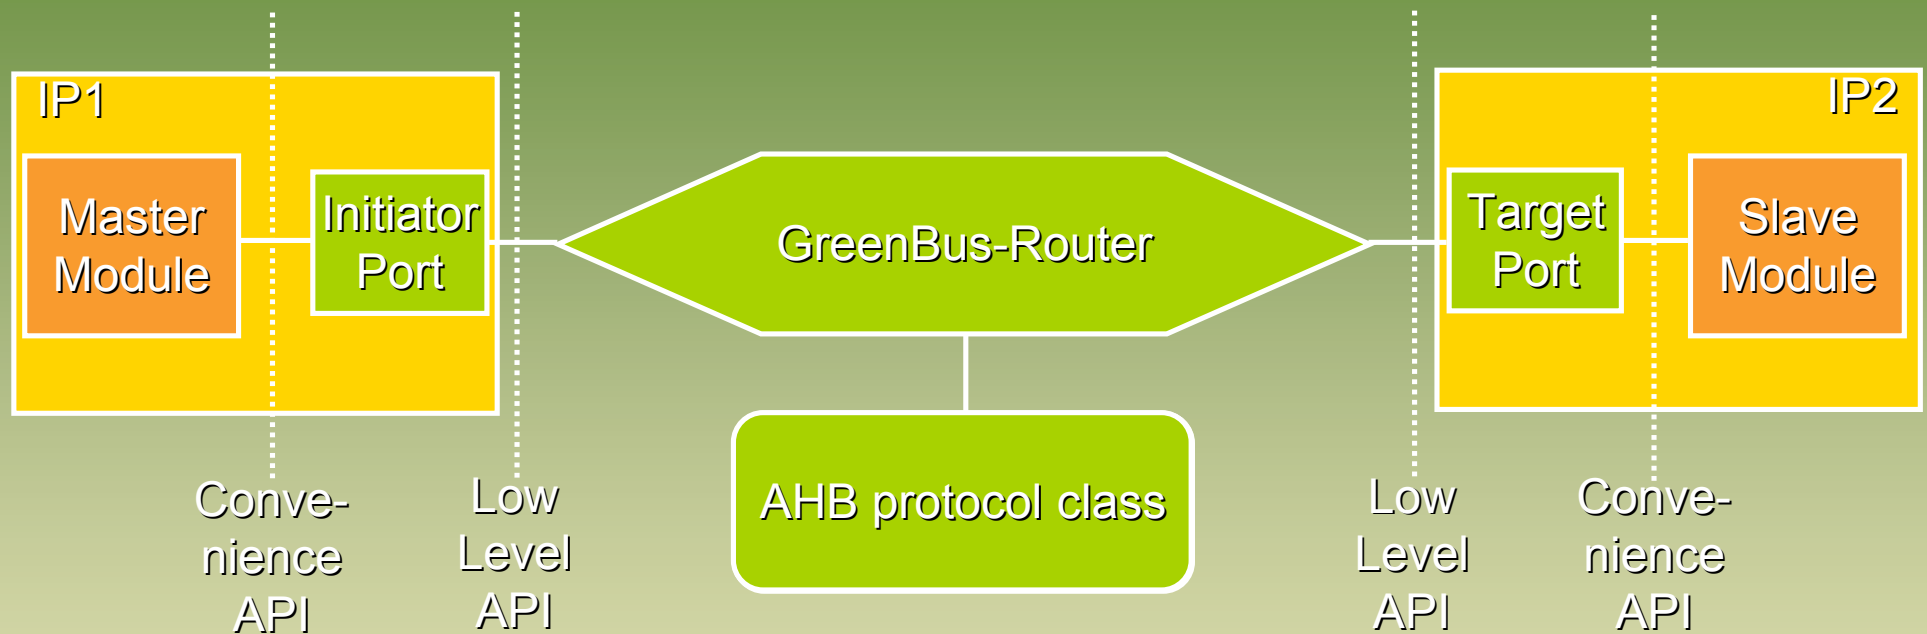 IP1
Master
Module
Initiator
Port
GreenBus-Router
AHB protocol class
IP2
Target
Port
Slave
Module
Conve-
nience
API
Low
Level
API
Low
Level
API
Conve-
nience
API